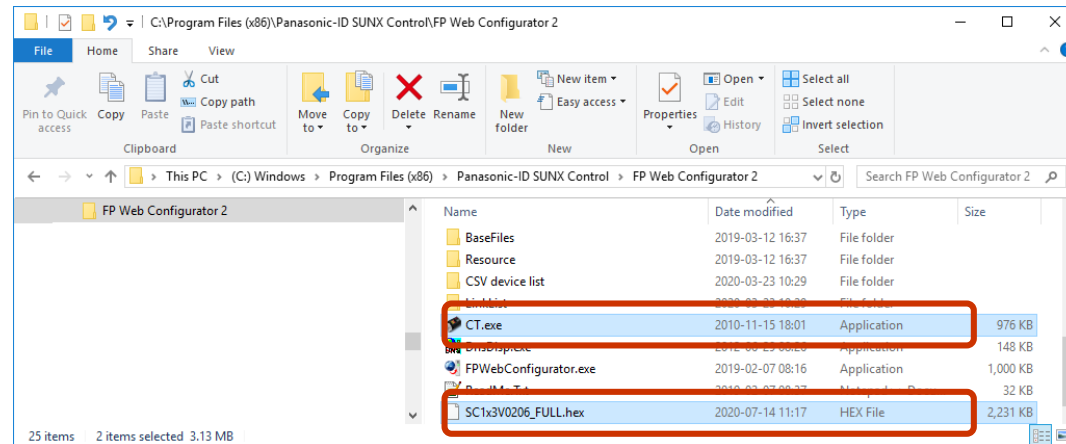 C:\Program Files (x86)\Panasonic-ID SUNX Control\FP Web Configurator 2
File Home Share View
Pin to Quick access
Copy
Paste
Cut
Copy path
Paste shortcut
Clipboard
Move to
Copy to
Delete
Rename
Organize
New folder
New item
Easy access
New
Properties
Open
Edit
History
Open
Select all
Select none
Invert selection
Select
This PC > (C:) Windows > Program Files (x86) > Panasonic-ID SUNX Control > FP Web Configurator 2
Search FP Web Configurator 2
FP Web Configurator 2
Name Date modified Type Size
BaseFiles 2019-03-12 16:37 File folder
Resource 2019-03-12 16:37 File folder
CSV device list 2020-03-23 10:29 File folder
CT.exe 2010-11-15 18:01 Application 976 KB
148 KB
FPWebConfigurator.exe 2019-02-07 08:16 Application 1,000 KB
32 KB
SC1x3V0206_FULL.hex 2020-07-14 11:17 HEX File 2,231 KB
25 items 2 items selected 3.13 MB